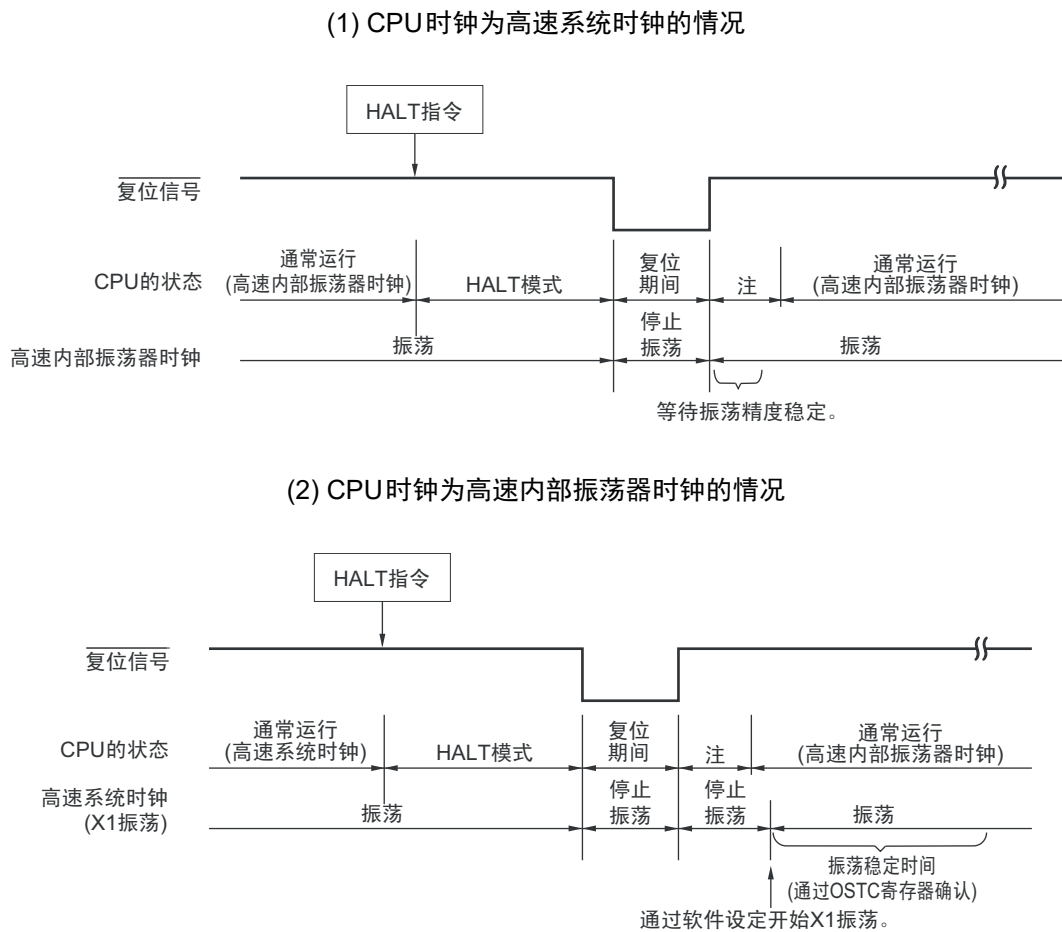 (1) CPU时钟为高速系统时钟的情况
HALT指令
复位信号
CPU的状态
通常运行
(高速内部振荡器时钟)
HALT模式
复位
期间
注
通常运行
(高速内部振荡器时钟)
高速内部振荡器时钟
振荡
停止
振荡
振荡
等待振荡精度稳定。
(2) CPU时钟为高速内部振荡器时钟的情况
HALT指令
复位信号
CPU的状态
通常运行
(高速系统时钟)
HALT模式
复位
期间
注
通常运行
(高速内部振荡器时钟)
高速系统时钟
(X1振荡)
振荡
停止
振荡
停止
振荡
振荡
振荡稳定时间
(通过OSTC寄存器确认)
通过软件设定开始X1振荡。